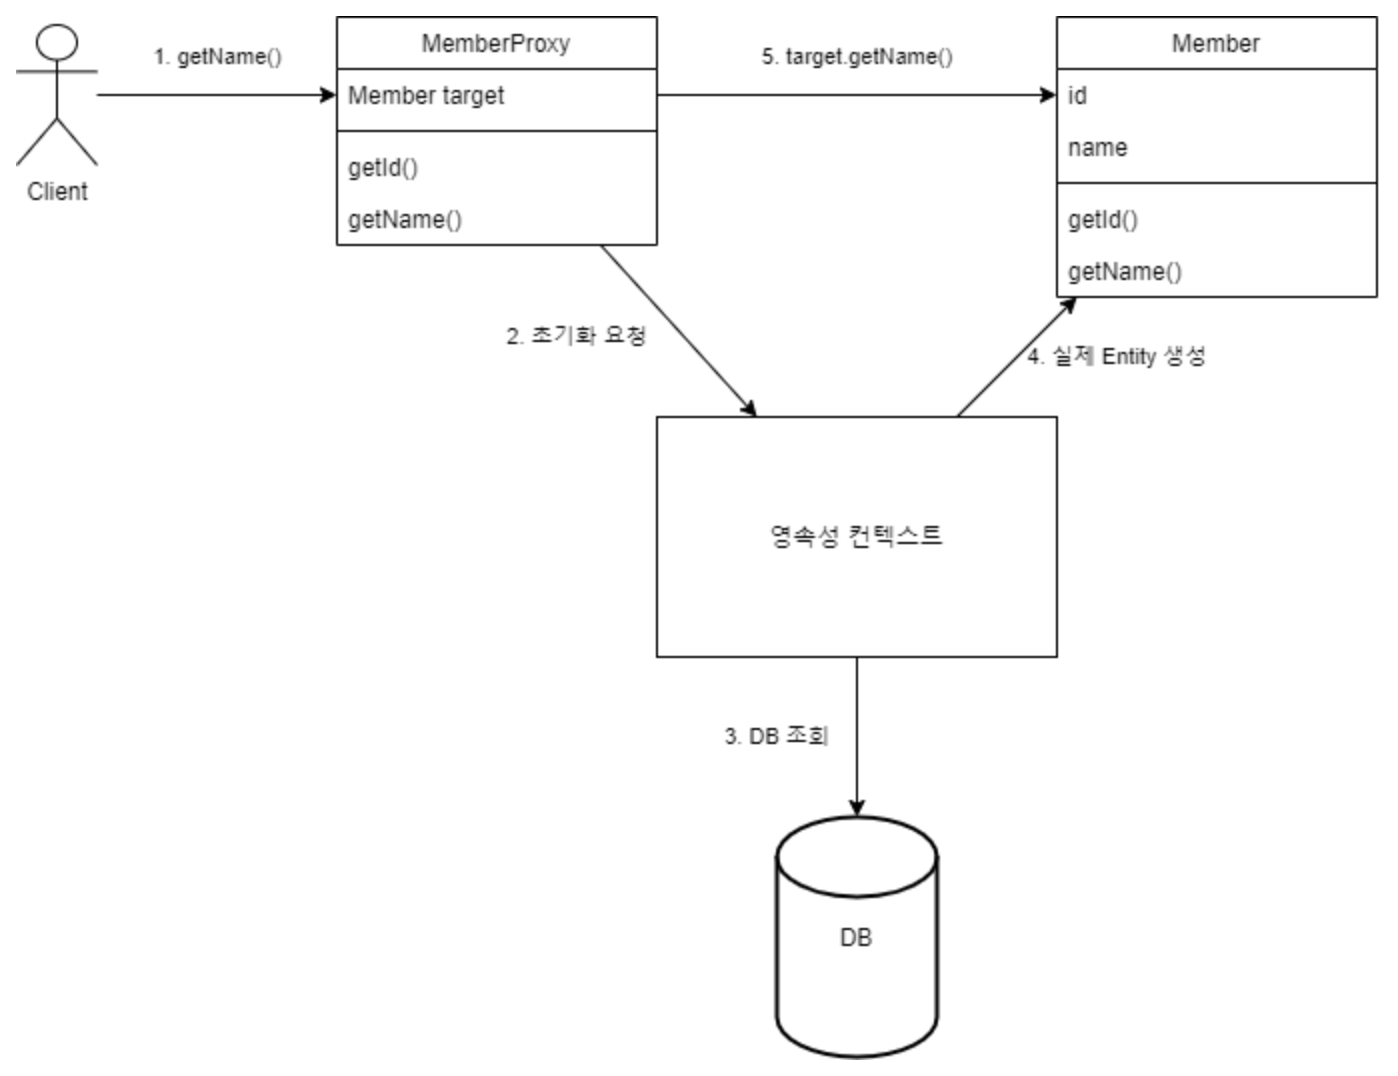 1. getName()
Client
MemberProxy
Member target
getId()
getName()
5. target.getName()
Member
id
name
getId()
getName()
2. 초기화 요청
4. 실제 Entity 생성
영속성 컨텍스트
3. DB 조회
DB